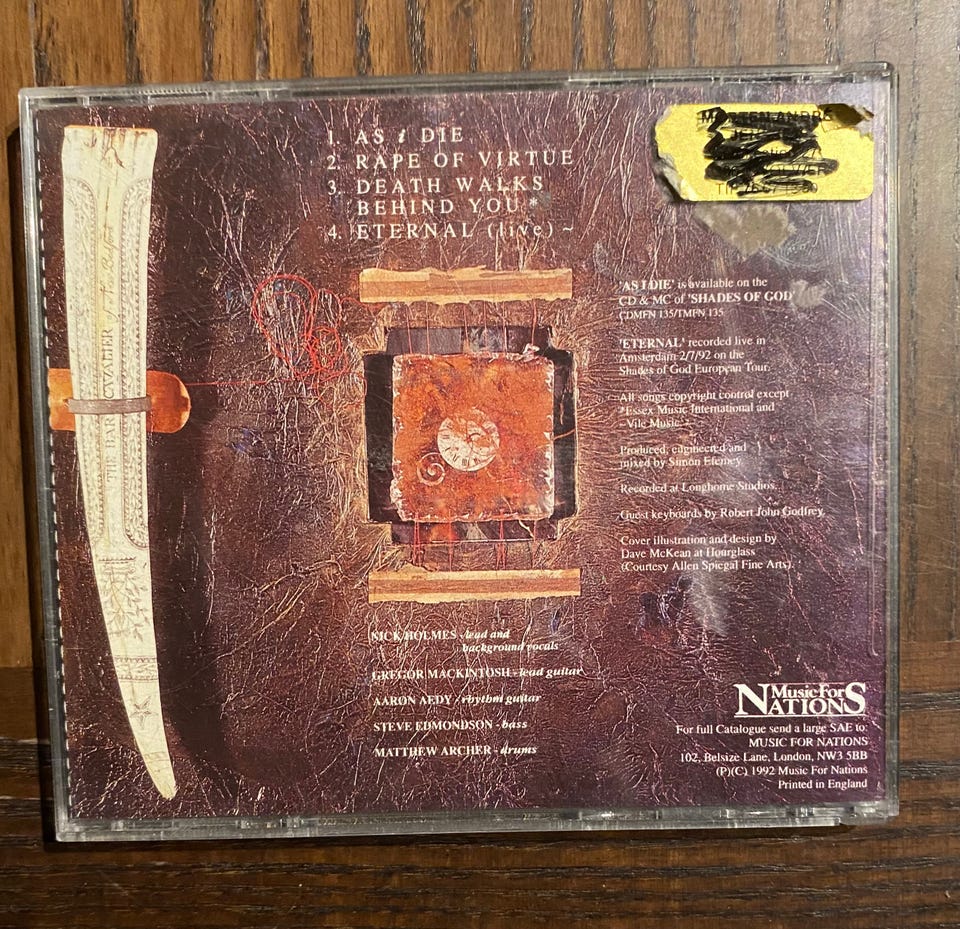 1. AS i DIE
2. RAPE OF VIRTUE
3. DEATH WALKS
BEHIND YOU *
4. ETERNAL (live) ~
'AS I DIE' is available on the
CD & MC of 'SHADES OF GOD'
CDMFN 135/TMFN 135
'ETERNAL' recorded live in
Amsterdam 2/7/92 on the
Shades of God European Tour.
All songs copyright control except
*Essex Music International and
~Vile Music
Produced, engineered and
mixed by Simon Efemey
Recorded at Longhome Studios.
Guest keyboards by Robert John Godfrey.
Cover illustration and design by
Dave McKean at Hourglass
(Courtesy Allen Spiegal Fine Arts).
THE BARCVALIER of
NICK HOLMES - lead and
background vocals
GREGOR MACKINTOSH - lead guitar
AARON AEDY - rhythm guitar
STEVE EDMONDSON - bass
MATTHEW ARCHER - drums
Music For
NATIONS
For full Catalogue send a large SAE to:
MUSIC FOR NATIONS
102, Belsize Lane, London, NW3 5BB
(P)(C) 1992 Music For Nations
Printed in England